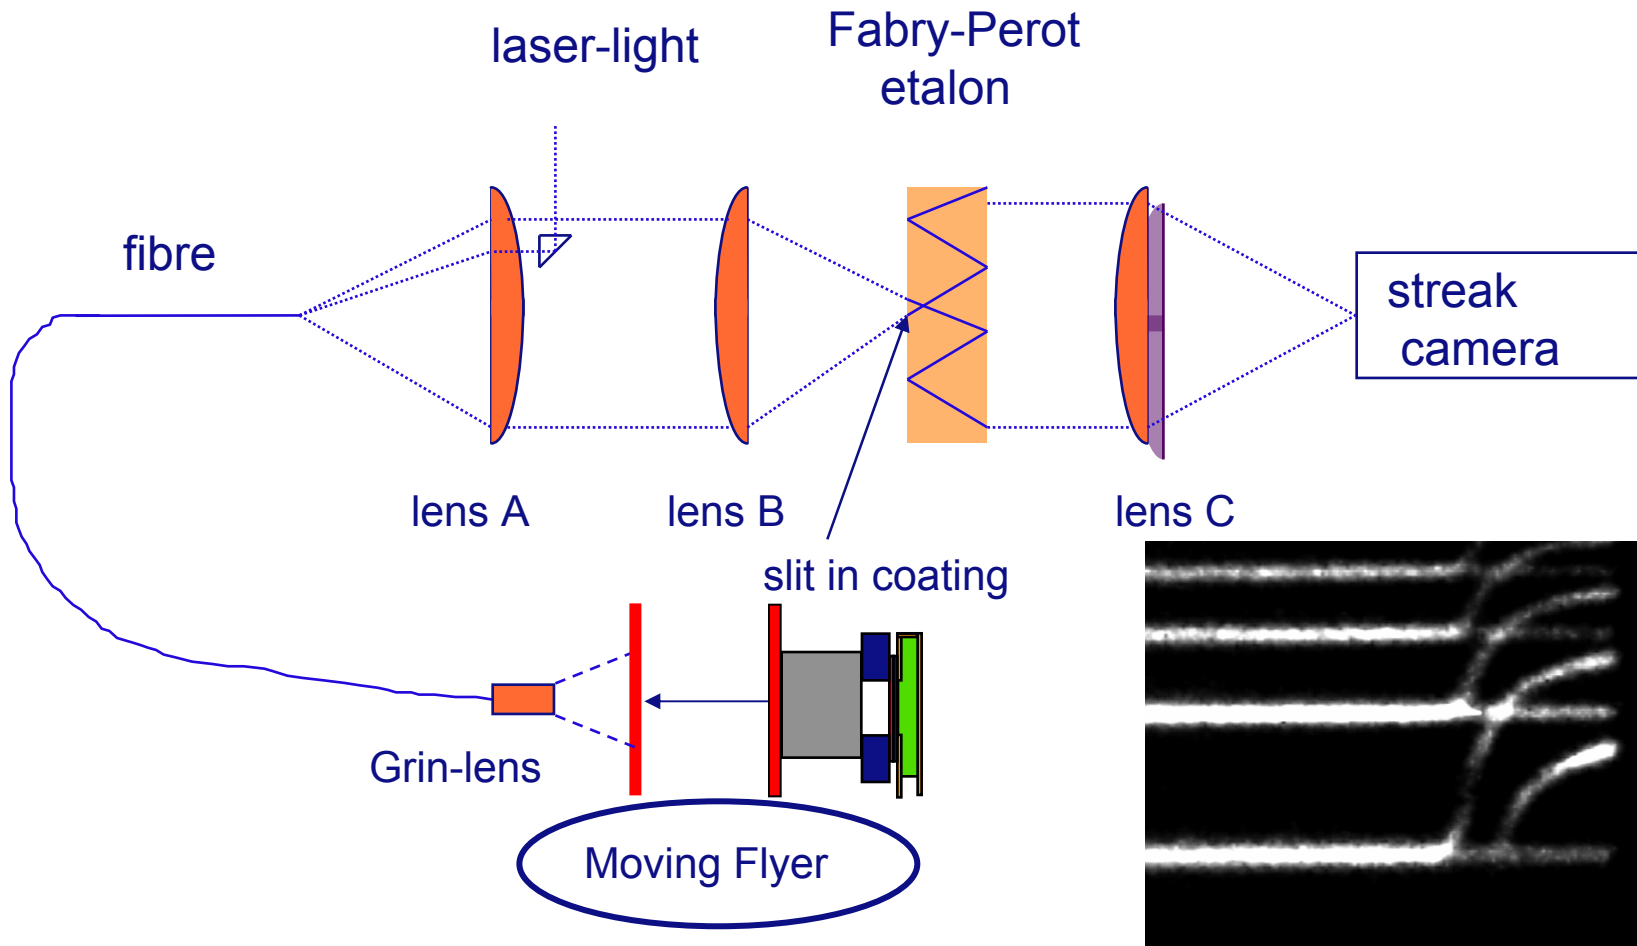 laser-light
Fabry-Perot
etalon
fibre
streak
camera
lens A
lens B
lens C
slit in coating
Grin-lens
Moving Flyer